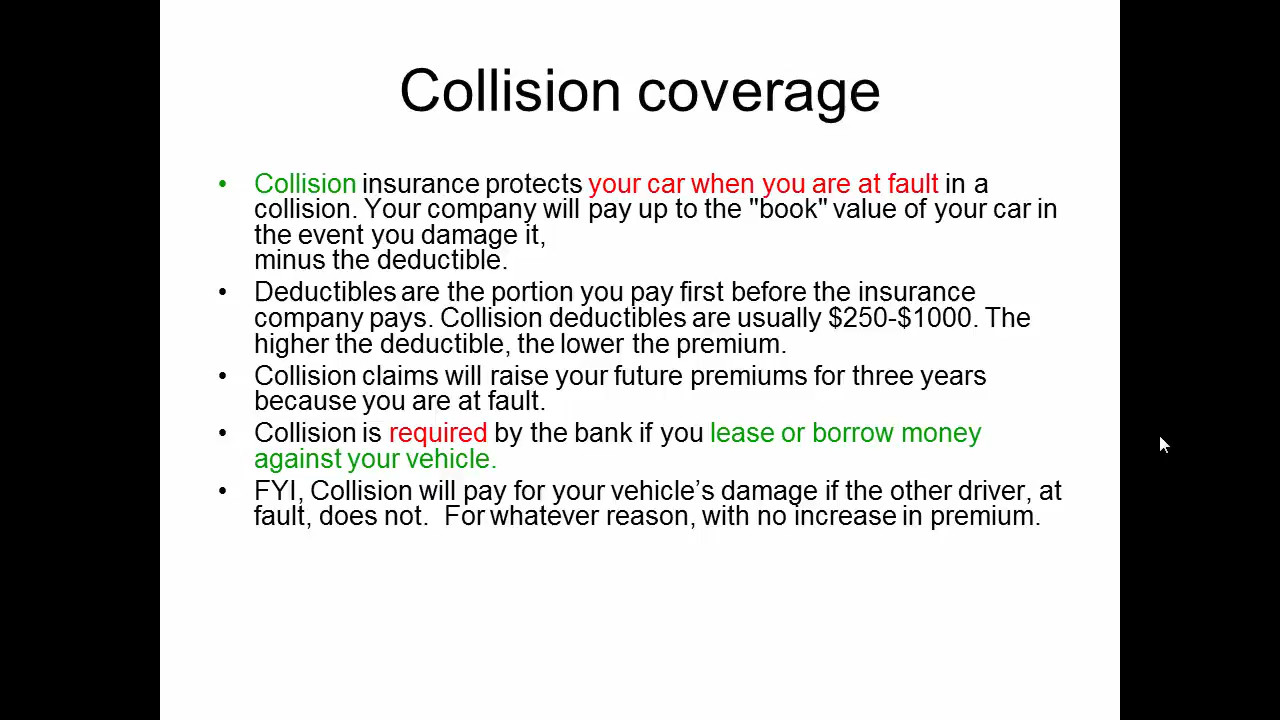 Collision coverage
• Collision insurance protects your car when you are at fault in a
collision. Your company will pay up to the "book" value of your car in
the event you damage it,
minus the deductible.
• Deductibles are the portion you pay first before the insurance
company pays. Collision deductibles are usually $250-$1000. The
higher the deductible, the lower the premium.
• Collision claims will raise your future premiums for three years
because you are at fault.
• Collision is required by the bank if you lease or borrow money
against your vehicle.
• FYI, Collision will pay for your vehicle’s damage if the other driver, at
fault, does not.  For whatever reason, with no increase in premium.